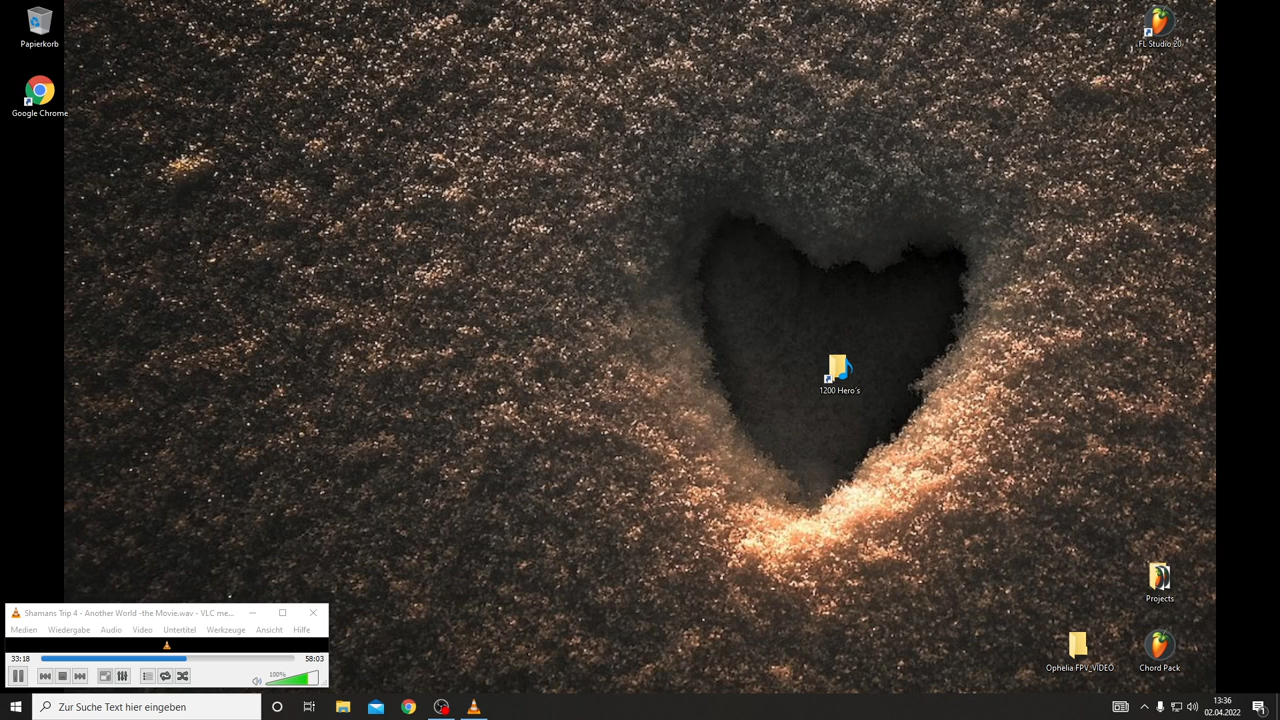 Papierkorb
Google Chrome
FL Studio 20
1200 Hero's
Projects
Ophelia FPV_VIDEO
Chord Pack
Shamans Trip 4 - Another World -the Movie.wav - VLC me...
Medien Wiedergabe Audio Video Untertitel Werkzeuge Ansicht Hilfe
33:18 58:03
100%
Zur Suche Text hier eingeben
13:36
02.04.2022
1